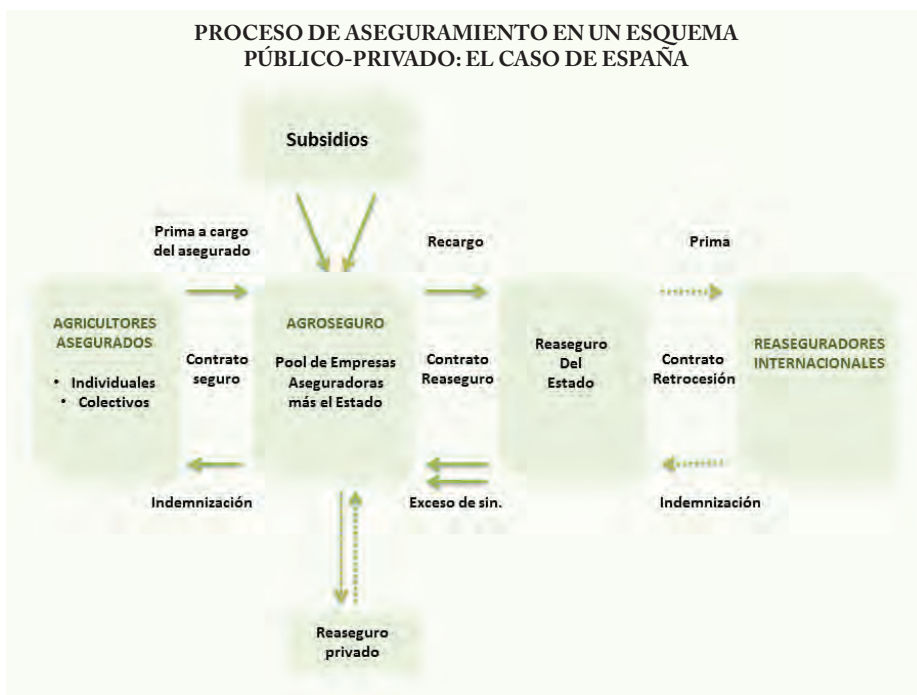 PROCESO DE ASEGURAMIENTO EN UN ESQUEMA
PÚBLICO-PRIVADO: EL CASO DE ESPAÑA
Subsidios
Prima a cargo
del asegurado
Recargo
Prima
AGRICULTORES
ASEGURADOS
• Individuales
• Colectivos
Contrato
seguro
AGROSEGURO
Pool de Empresas
Aseguradoras
más el Estado
Contrato
Reaseguro
Reaseguro
Del
Estado
Contrato
Retrocesión
REASEGURADORES
INTERNACIONALES
Indemnización
Exceso de sin.
Indemnización
Reaseguro
privado